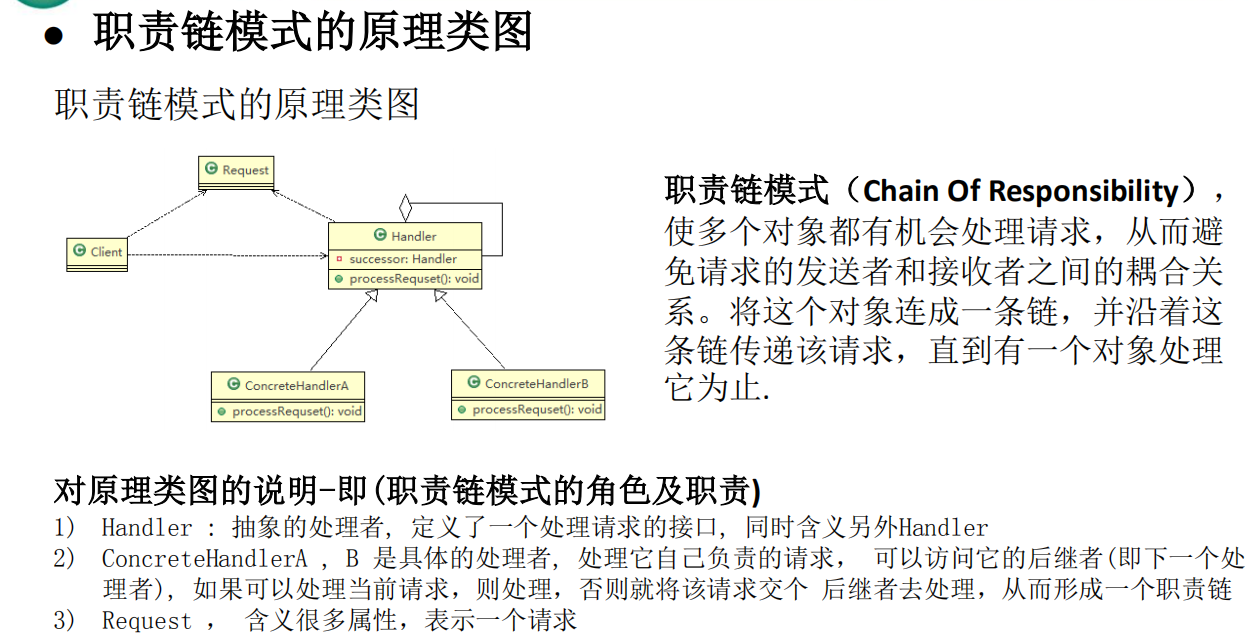 ● 职责链模式的原理类图
职责链模式的原理类图
Request
Client
Handler
successor: Handler
processRequset(): void
ConcreteHandlerA
processRequset(): void
ConcreteHandlerB
processRequset(): void
职责链模式（Chain Of Responsibility），
使多个对象都有机会处理请求，从而避
免请求的发送者和接收者之间的耦合关
系。将这个对象连成一条链，并沿着这
条链传递该请求，直到有一个对象处理
它为止.
对原理类图的说明-即(职责链模式的角色及职责)
1) Handler : 抽象的处理者, 定义了一个处理请求的接口, 同时含义另外Handler
2) ConcreteHandlerA , B 是具体的处理者, 处理它自己负责的请求， 可以访问它的后继者(即下一个处
理者), 如果可以处理当前请求，则处理，否则就将该请求交个 后继者去处理，从而形成一个职责链
3) Request ， 含义很多属性，表示一个请求